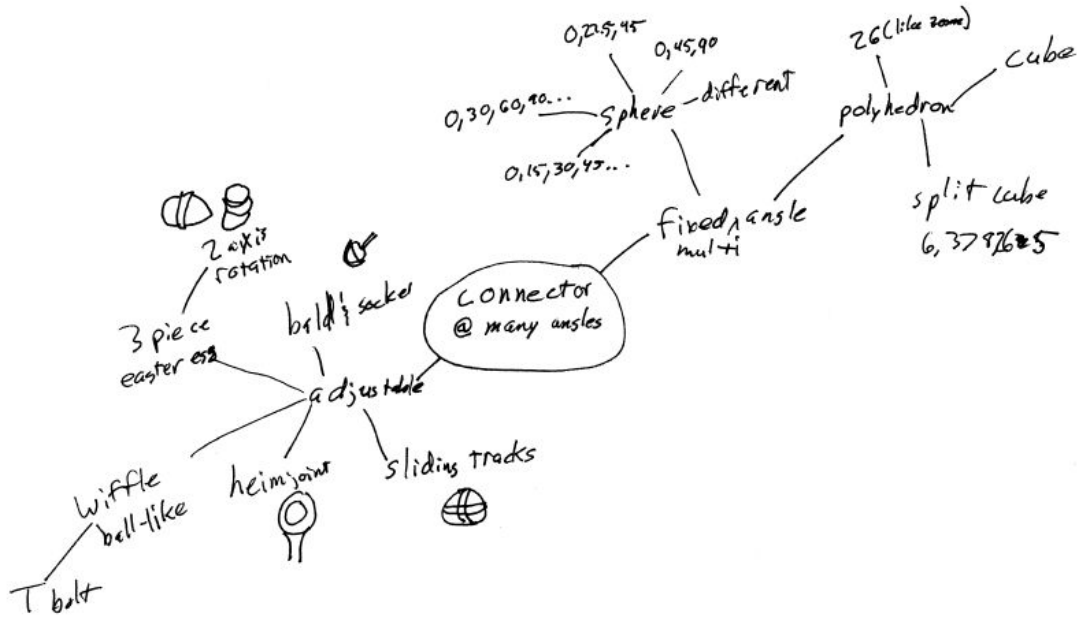 0,22.5,45
0,45,90
26 (like zome)
cube
different
0,30,60,90...
sphere
polyhedron
0,15,30,45...
split cube
fixed, angle
multi
2 axis
rotation
connector
@ many angles
ball & socket
3 piece
easter egg
adjustable
sliding tracks
heim joint
wiffle
ball-like
T bolt